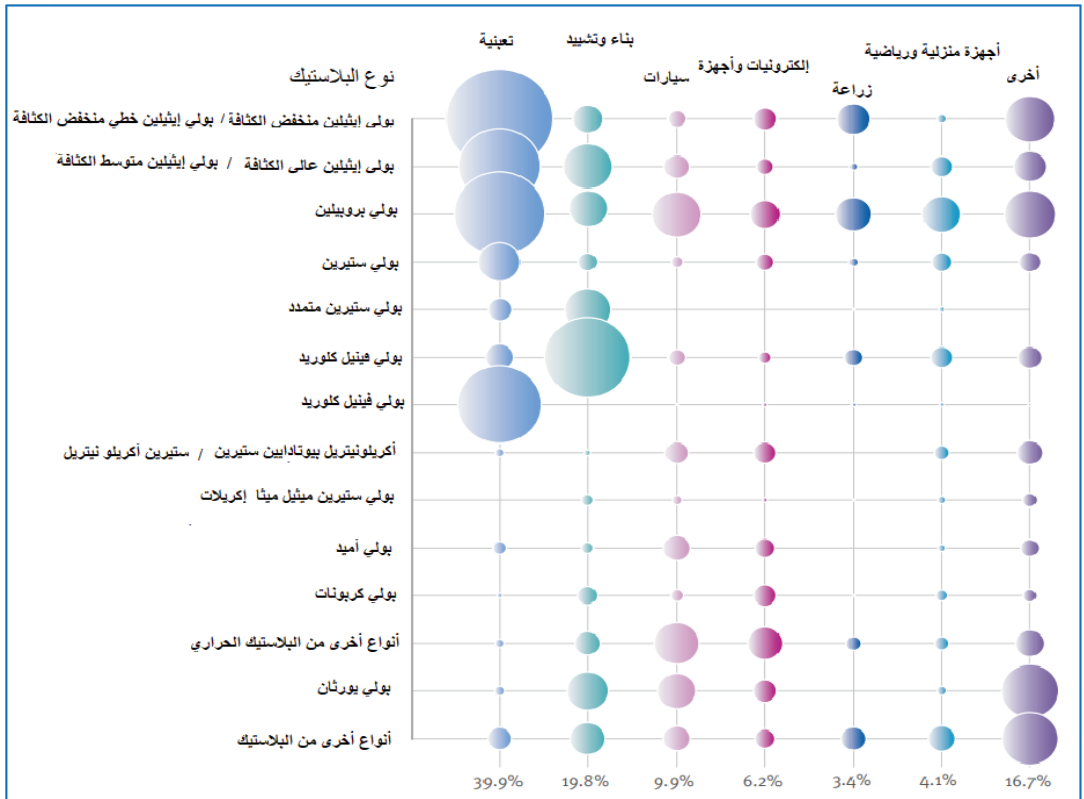 تعبئية
بناء وتشييد
سيارات
إلكترونيات وأجهزة
زراعة
أجهزة منزلية ورياضية
أخرى
نوع البلاستيك
بولي إيثيلين منخفض الكثافة / بولي إيثيلين خطي منخفض الكثافة
بولي إيثيلين عالى الكثافة / بولي إيثيلين متوسط الكثافة
بولي بروبيلين
بولي ستيرين
بولي ستيرين متمدد
بولي فينيل كلوريد
بولي فينيل كلوريد
أكريلونيتريل بيوتادايين ستيرين / ستيرين أكريلو نيتريل
بولي ستيرين ميثيل ميثا إكريلات
بولي أميد
بولي كربونات
أنواع أخرى من البلاستيك الحراري
بولي يورثان
أنواع أخرى من البلاستيك
39.9% 19.8% 9.9% 6.2% 3.4% 4.1% 16.7%